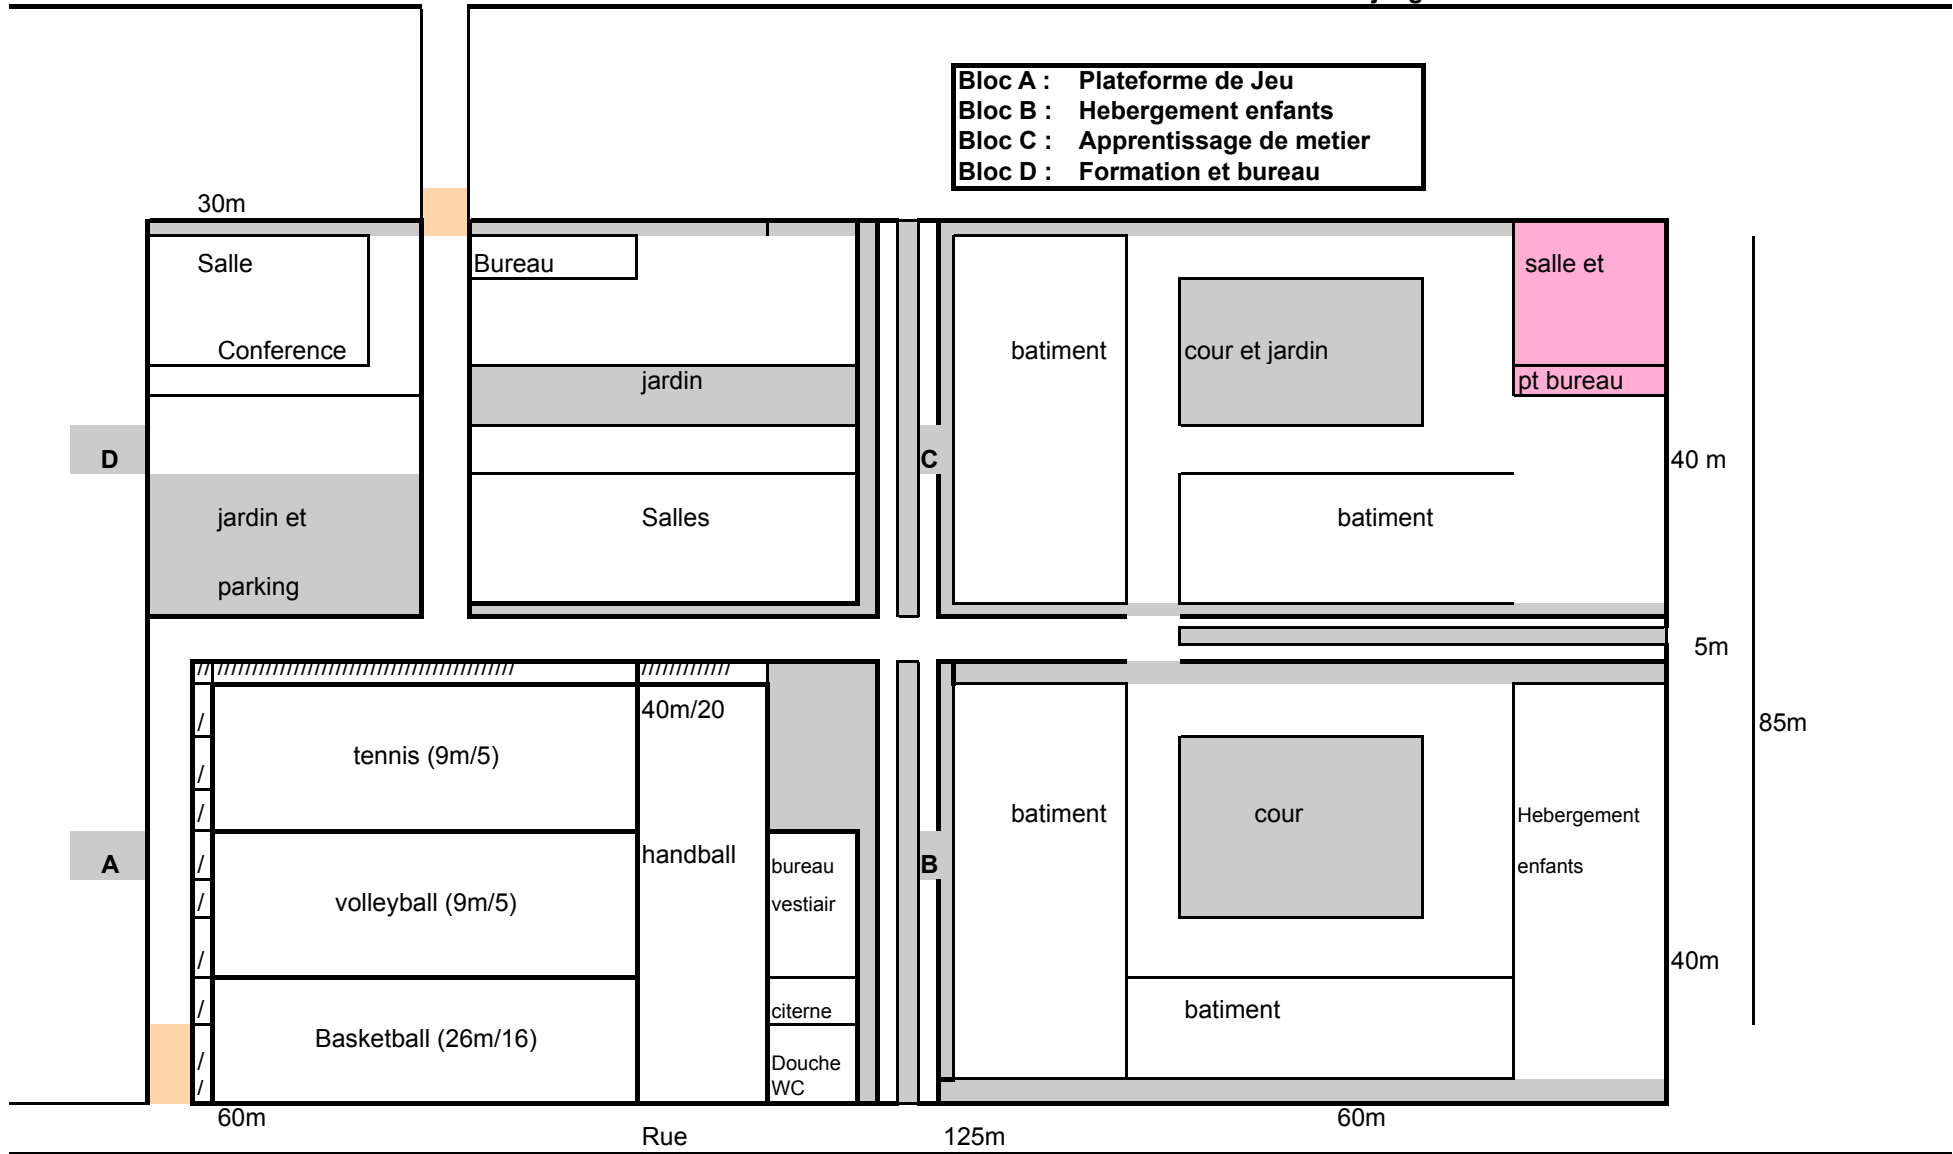 Bloc A : Plateforme de Jeu
Bloc B : Hebergement enfants
Bloc C : Apprentissage de metier
Bloc D : Formation et bureau
30m
Salle
Conference
Bureau
jardin
D
jardin et
parking
Salles
C
batiment
cour et jardin
salle et
pt bureau
40 m
batiment
5m
85m
///////////////////////////////////////////// /////////////
/
/
/
/
/
/
/
/
/
tennis (9m/5)
40m/20
handball
A
volleyball (9m/5)
Basketball (26m/16)
bureau
vestiair
citerne
Douche
WC
B
batiment
cour
Hebergement
enfants
40m
batiment
60m
60m
Rue
125m